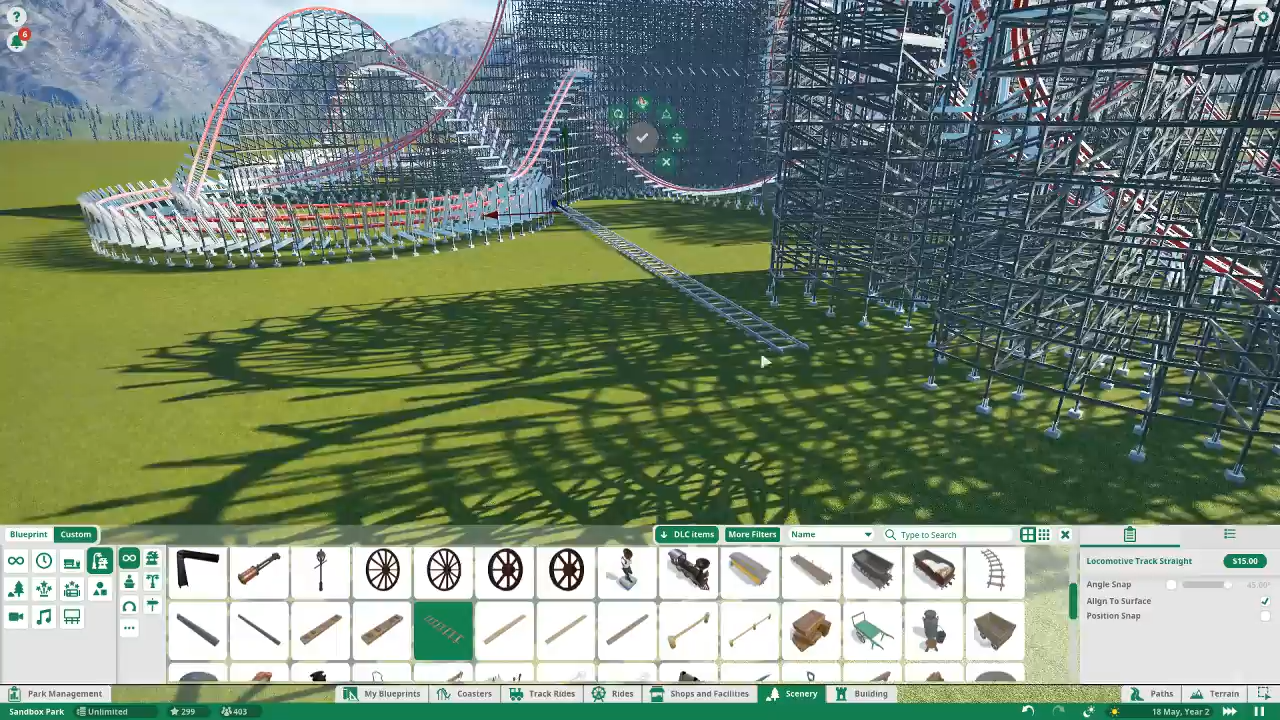 ?
6
Blueprint Custom
DLC items More Filters Name Type to Search
Locomotive Track Straight $15.00
Angle Snap 45.00°
Align To Surface
Position Snap
Park Management My Blueprints Coasters Track Rides Rides Shops and Facilities Scenery Building Paths Terrain
Sandbox Park Unlimited 299 403 18 May, Year 2